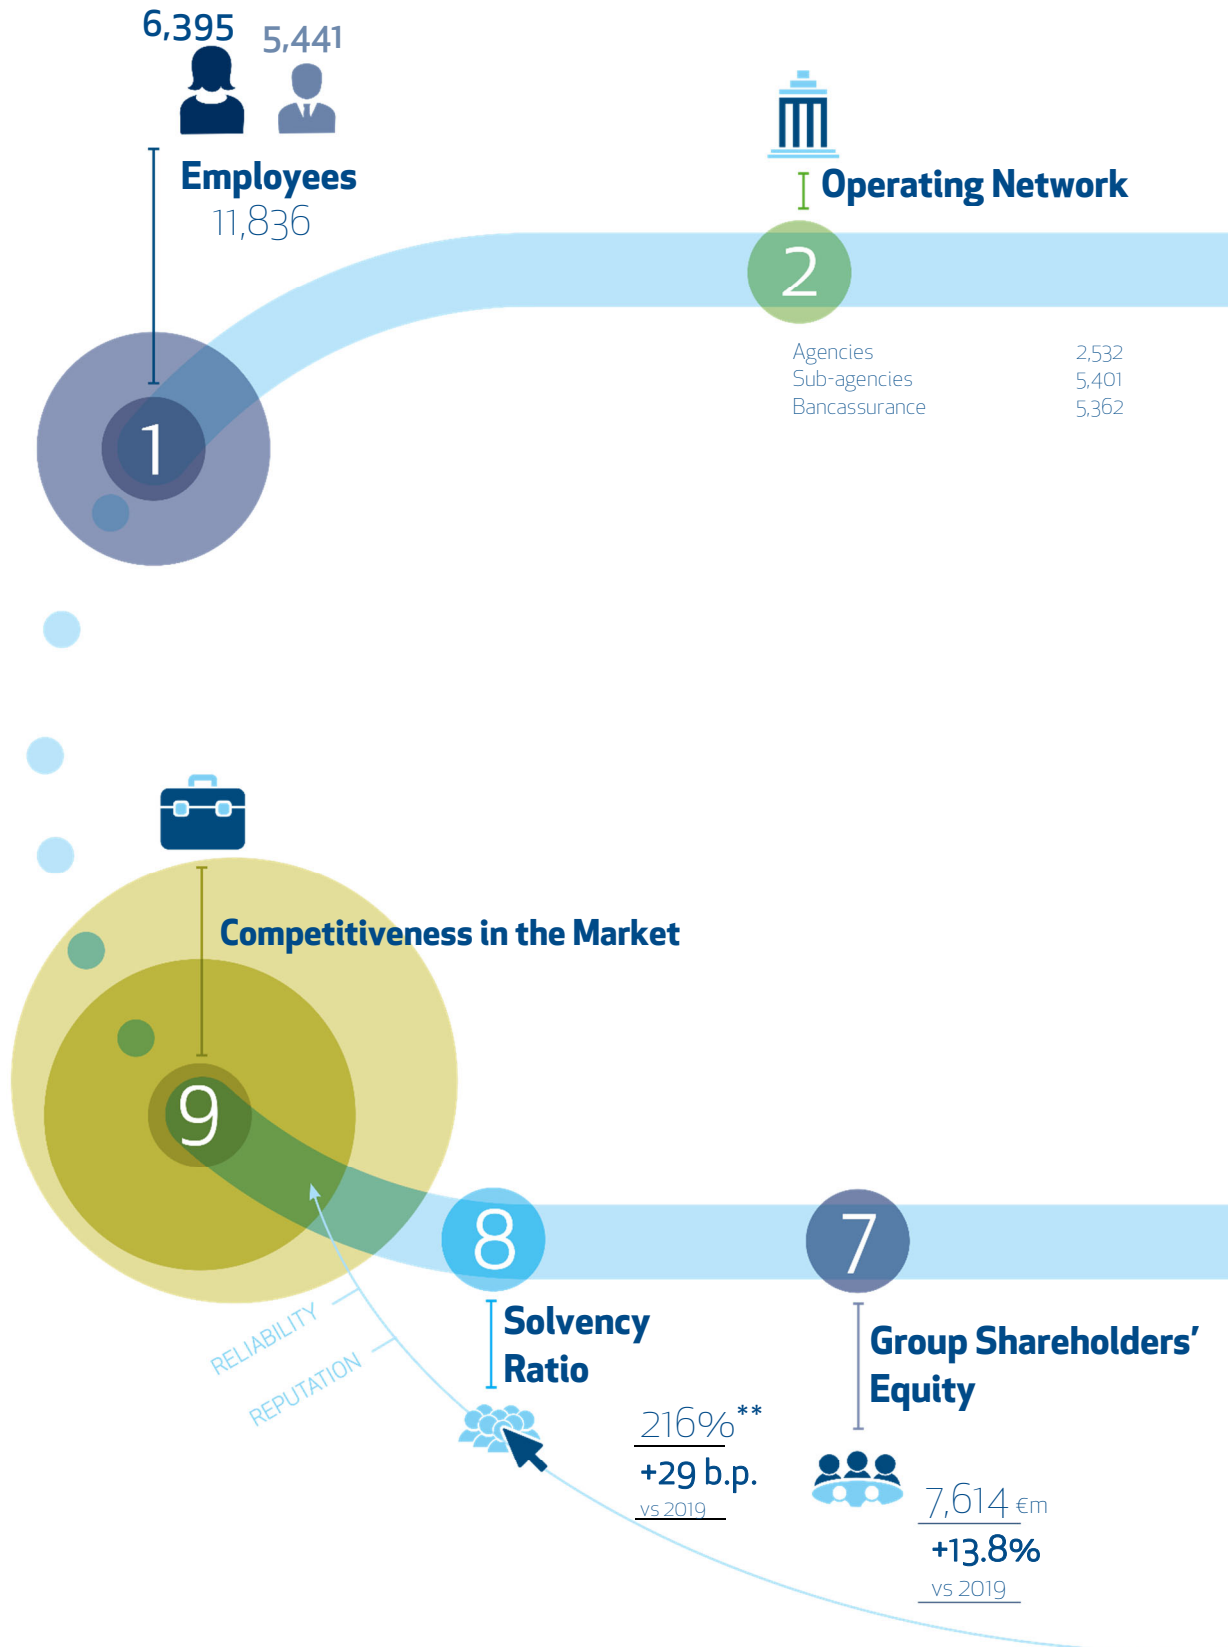 6,395
5,441
Employees
11,836
1
Operating Network
2
Agencies 2,532
Sub-agencies 5,401
Bancassurance 5,362
Competitiveness in the Market
9
RELIABILITY
REPUTATION
8
Solvency
Ratio
216%**
+29 b.p.
vs 2019
7
Group Shareholders’
Equity
7,614 €m
+13.8%
vs 2019